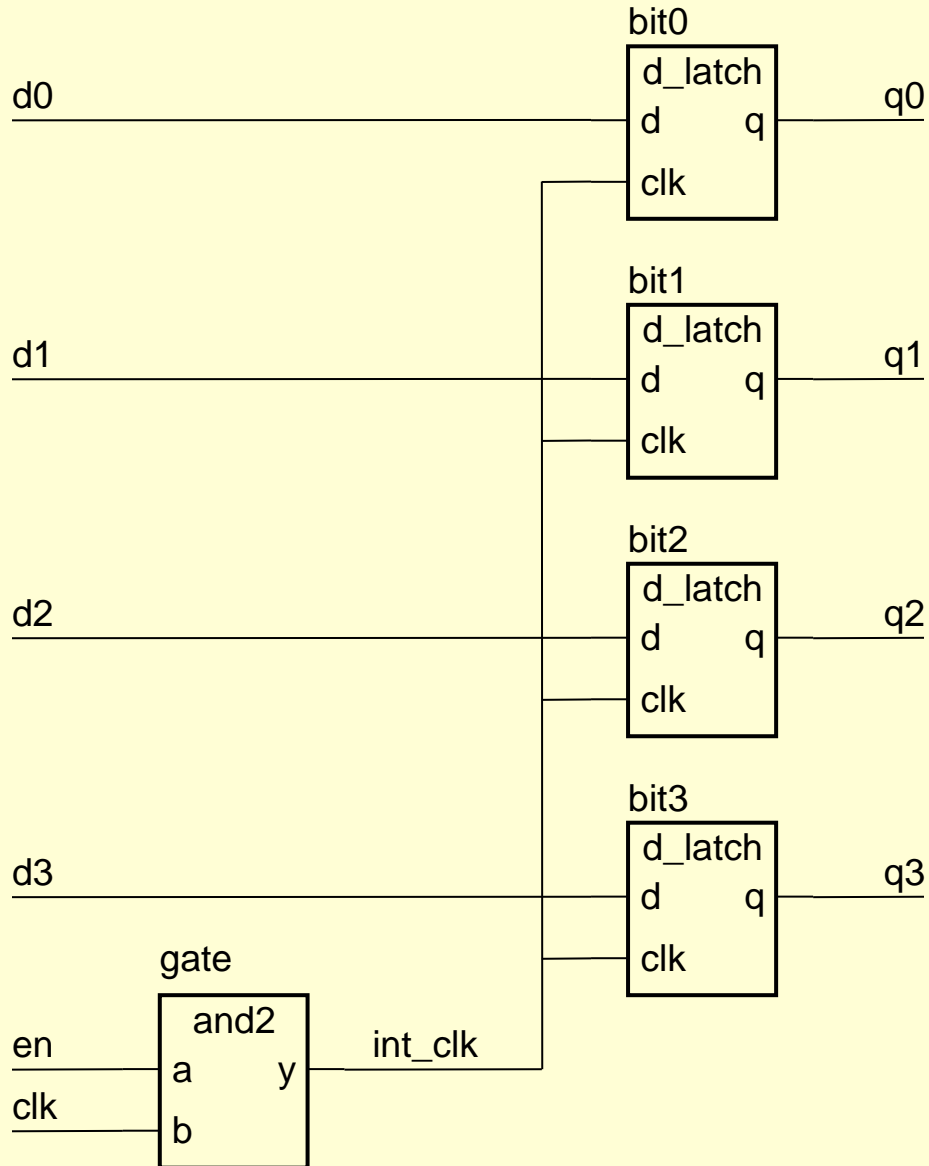 bit0
d_latch
d0
q0
d q
clk
bit1
d_latch
d1
q1
d q
clk
bit2
d_latch
d2
q2
d q
clk
bit3
d_latch
d3
q3
d q
clk
gate
and2
en
int_clk
a y
clk
b